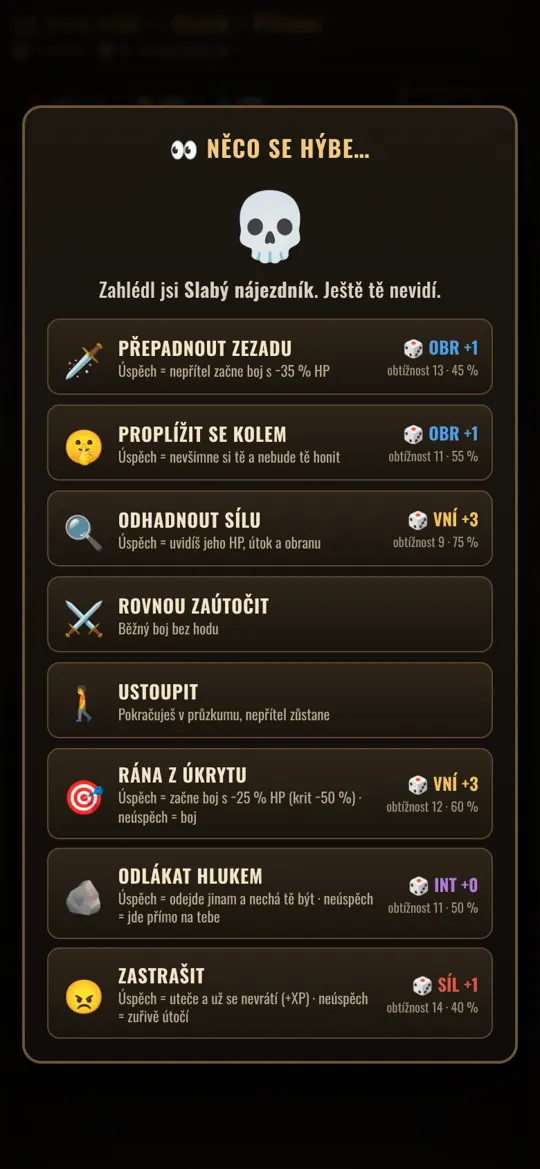 NĚCO SE HÝBE…
Zahlédl jsi Slabý nájezdník. Ještě tě nevidí.
PŘEPADNOUT ZEZADU
OBR +1
Úspěch = nepřítel začne boj s −35 % HP
obtížnost 13 · 45 %
PROPLÍŽIT SE KOLEM
OBR +1
Úspěch = nevšimne si tě a nebude tě honit
obtížnost 11 · 55 %
ODHADNOUT SÍLU
VNÍ +3
Úspěch = uvidíš jeho HP, útok a obranu
obtížnost 9 · 75 %
ROVNOU ZAÚTOČIT
Běžný boj bez hodu
USTOUPIT
Pokračuješ v průzkumu, nepřítel zůstane
RÁNA Z ÚKRYTU
VNÍ +3
Úspěch = začne boj s −25 % HP (krit −50 %) ·
neúspěch = boj
obtížnost 12 · 60 %
ODLÁKAT HLUKEM
INT +0
Úspěch = odejde jinam a nechá tě být · neúspěch
= jde přímo na tebe
obtížnost 11 · 50 %
ZASTRAŠIT
SÍL +1
Úspěch = uteče a už se nevrátí (+XP) · neúspěch
= zuřivě útočí
obtížnost 14 · 40 %